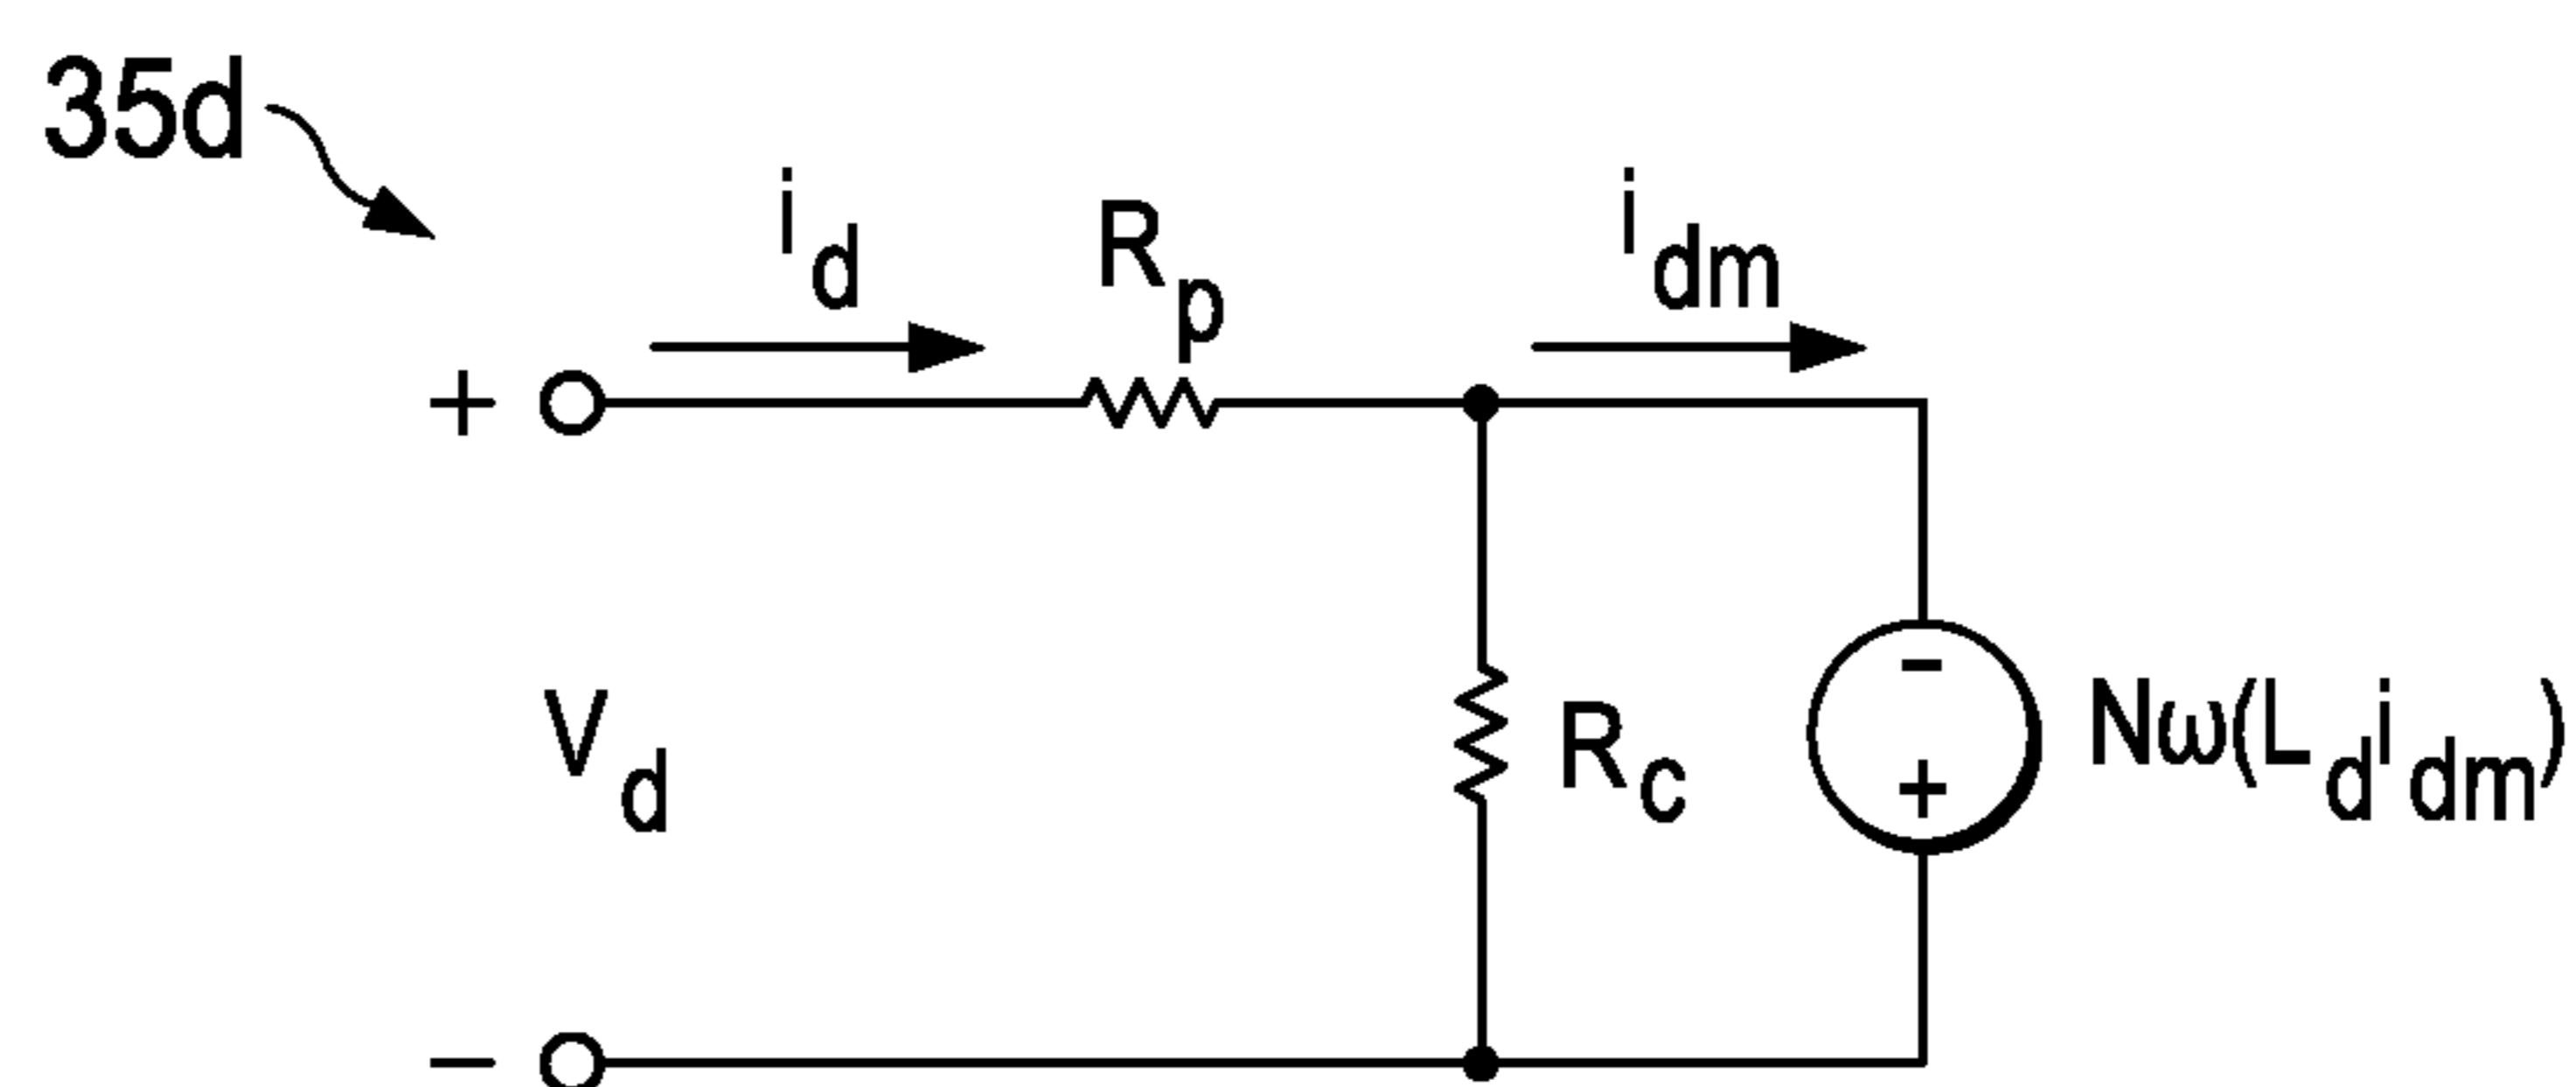 35d
i_d
R_p
i_dm
+
V_d
R_c
-
+
Nω(L_d i_dm)
−